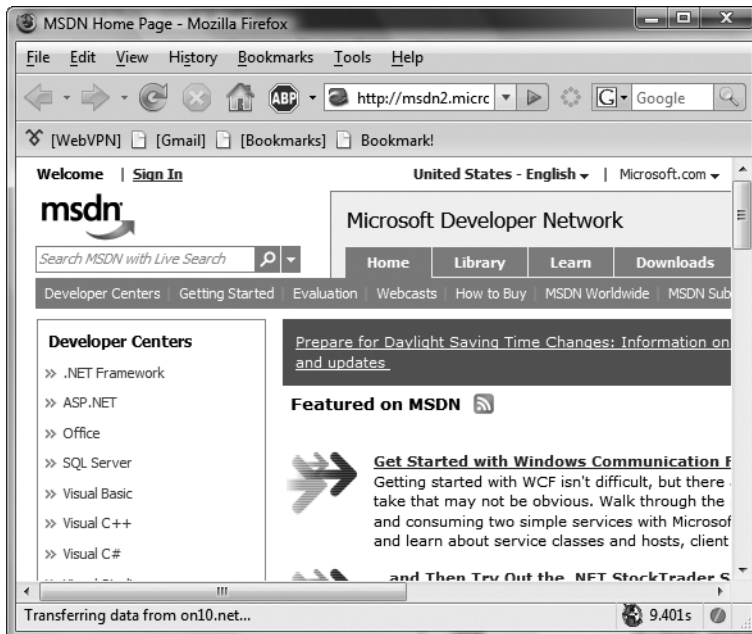 MSDN Home Page - Mozilla Firefox
File Edit View History Bookmarks Tools Help
ABP http://msdn2.micrc G Google
[WebVPN] [Gmail] [Bookmarks] Bookmark!
Welcome | Sign In United States - English | Microsoft.com
msdn
Microsoft Developer Network
Search MSDN with Live Search
Home Library Learn Downloads
Developer Centers | Getting Started | Evaluation | Webcasts | How to Buy | MSDN Worldwide | MSDN Sub
Developer Centers
>> .NET Framework
>> ASP.NET
>> Office
>> SQL Server
>> Visual Basic
>> Visual C++
>> Visual C#
Prepare for Daylight Saving Time Changes: Information on
and updates
Featured on MSDN
Get Started with Windows Communication F
Getting started with WCF isn't difficult, but there
take that may not be obvious. Walk through the
and consuming two simple services with Microsof
and learn about service classes and hosts, client
...and Then Try Out the .NET StockTrader S
Transferring data from on10.net... 9.401s